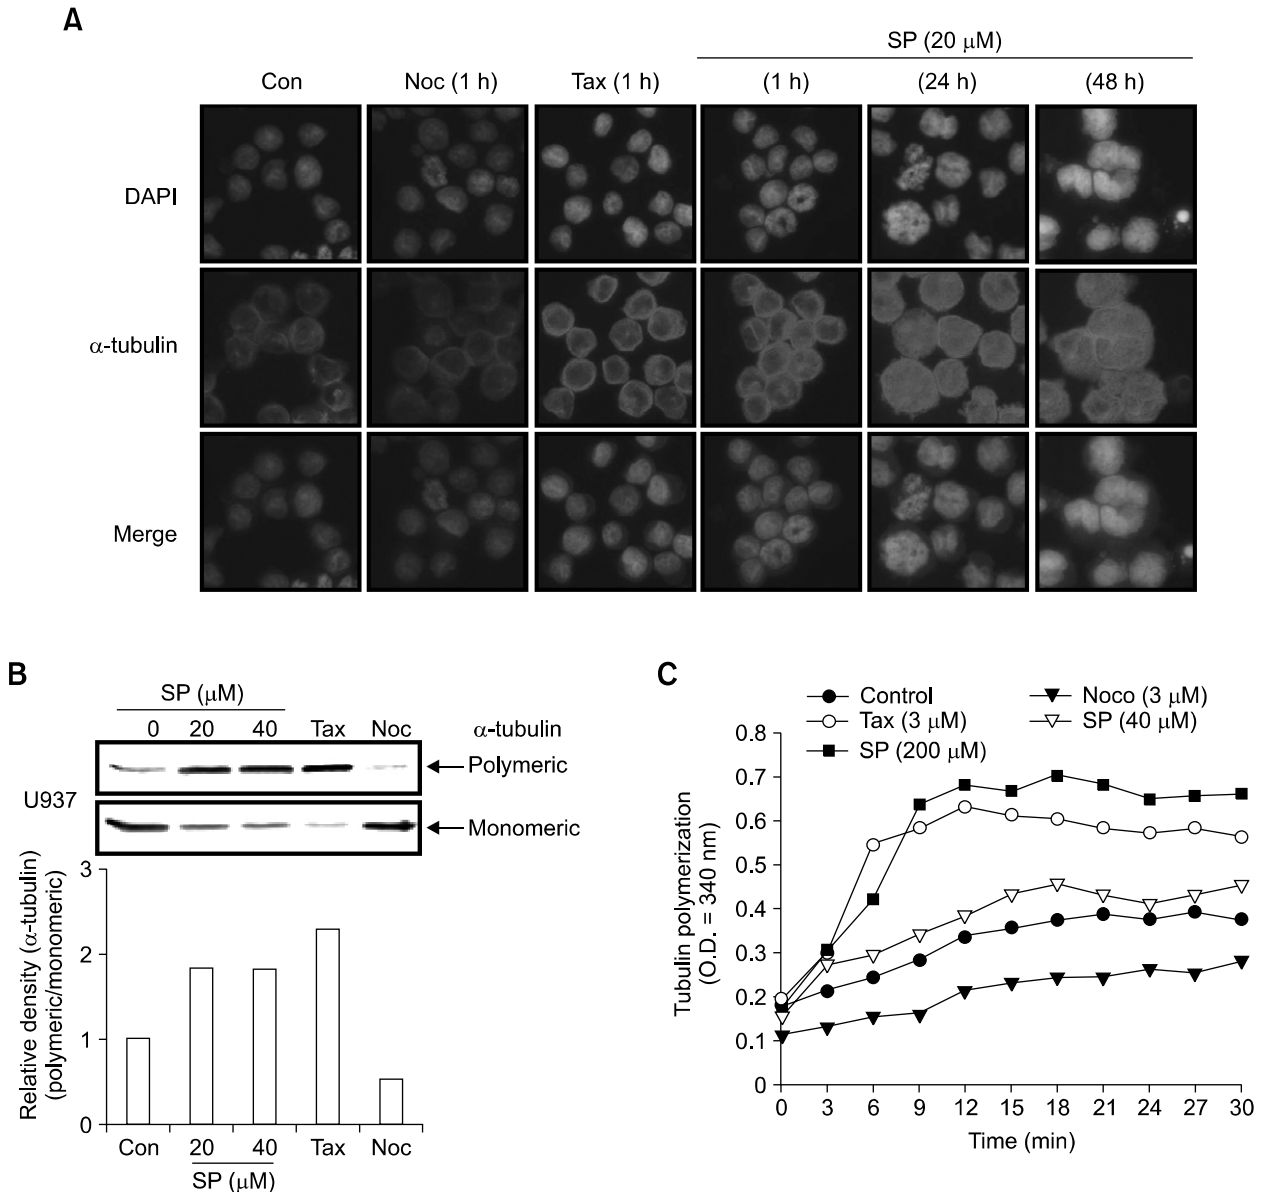 A
SP (20 μM)
Con Noc (1 h) Tax (1 h) (1 h) (24 h) (48 h)
DAPI
α-tubulin
Merge
B
SP (μM)
0 20 40 Tax Noc α-tubulin
Polymeric
U937
Monomeric
Relative density (α-tubulin)
(polymeric/monomeric)
3
2
1
0
Con 20 40 Tax Noc
SP (μM)
C
Control Noco (3 μM)
Tax (3 μM) SP (40 μM)
SP (200 μM)
Tubulin polymerization
(O.D. = 340 nm)
0.8
0.7
0.6
0.5
0.4
0.3
0.2
0.1
0
0 3 6 9 12 15 18 21 24 27 30
Time (min)